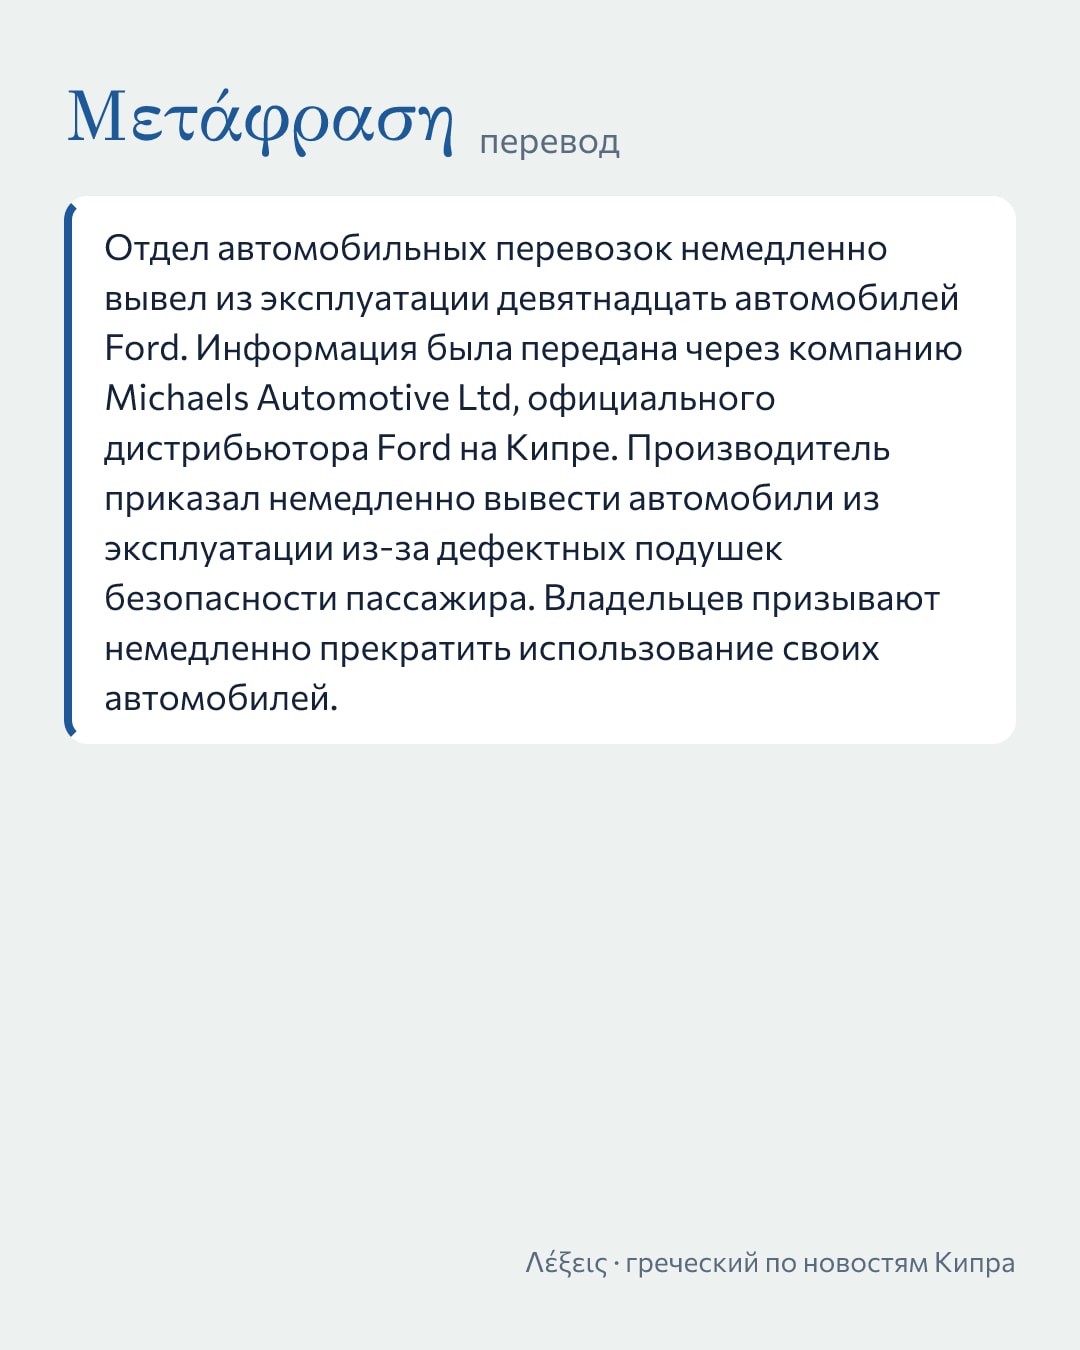 Μετάφραση перевод
Отдел автомобильных перевозок немедленно
вывел из эксплуатации девятнадцать автомобилей
Ford. Информация была передана через компанию
Michaels Automotive Ltd, официального
дистрибьютора Ford на Кипре. Производитель
приказал немедленно вывести автомобили из
эксплуатации из-за дефектных подушек
безопасности пассажира. Владельцев призывают
немедленно прекратить использование своих
автомобилей.
Λέξεις · греческий по новостям Кипра